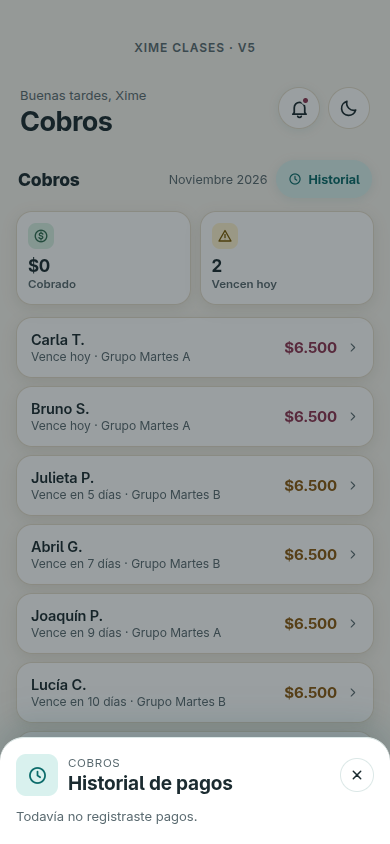 XIME CLASES · V5
Buenas tardes, Xime
Cobros
Cobros
Noviembre 2026
Historial
$0
Cobrado
2
Vencen hoy
Carla T.
Vence hoy · Grupo Martes A
$6.500
Bruno S.
Vence hoy · Grupo Martes A
$6.500
Julieta P.
Vence en 5 días · Grupo Martes B
$6.500
Abril G.
Vence en 7 días · Grupo Martes B
$6.500
Joaquín P.
Vence en 9 días · Grupo Martes A
$6.500
Lucía C.
Vence en 10 días · Grupo Martes B
$6.500
COBROS
Historial de pagos
Todavía no registraste pagos.